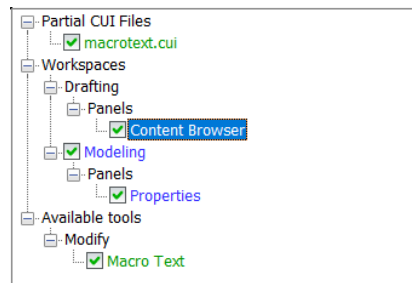 Partial CUI Files
macrotext.cui
Workspaces
Drafting
Panels
Content Browser
Modeling
Panels
Properties
Available tools
Modify
Macro Text